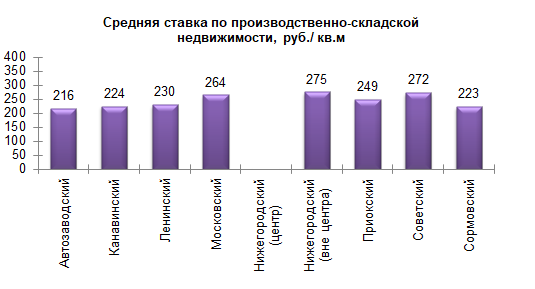 Средняя ставка по производственно-складской
недвижимости, руб./ кв.м
400
350
300
250
200
150
100
50
0
216
224
230
264
275
249
272
223
Автозаводский
Канавинский
Ленинский
Московский
Нижегородский
(центр)
Нижегородский
(вне центра)
Приокский
Советский
Сормовский